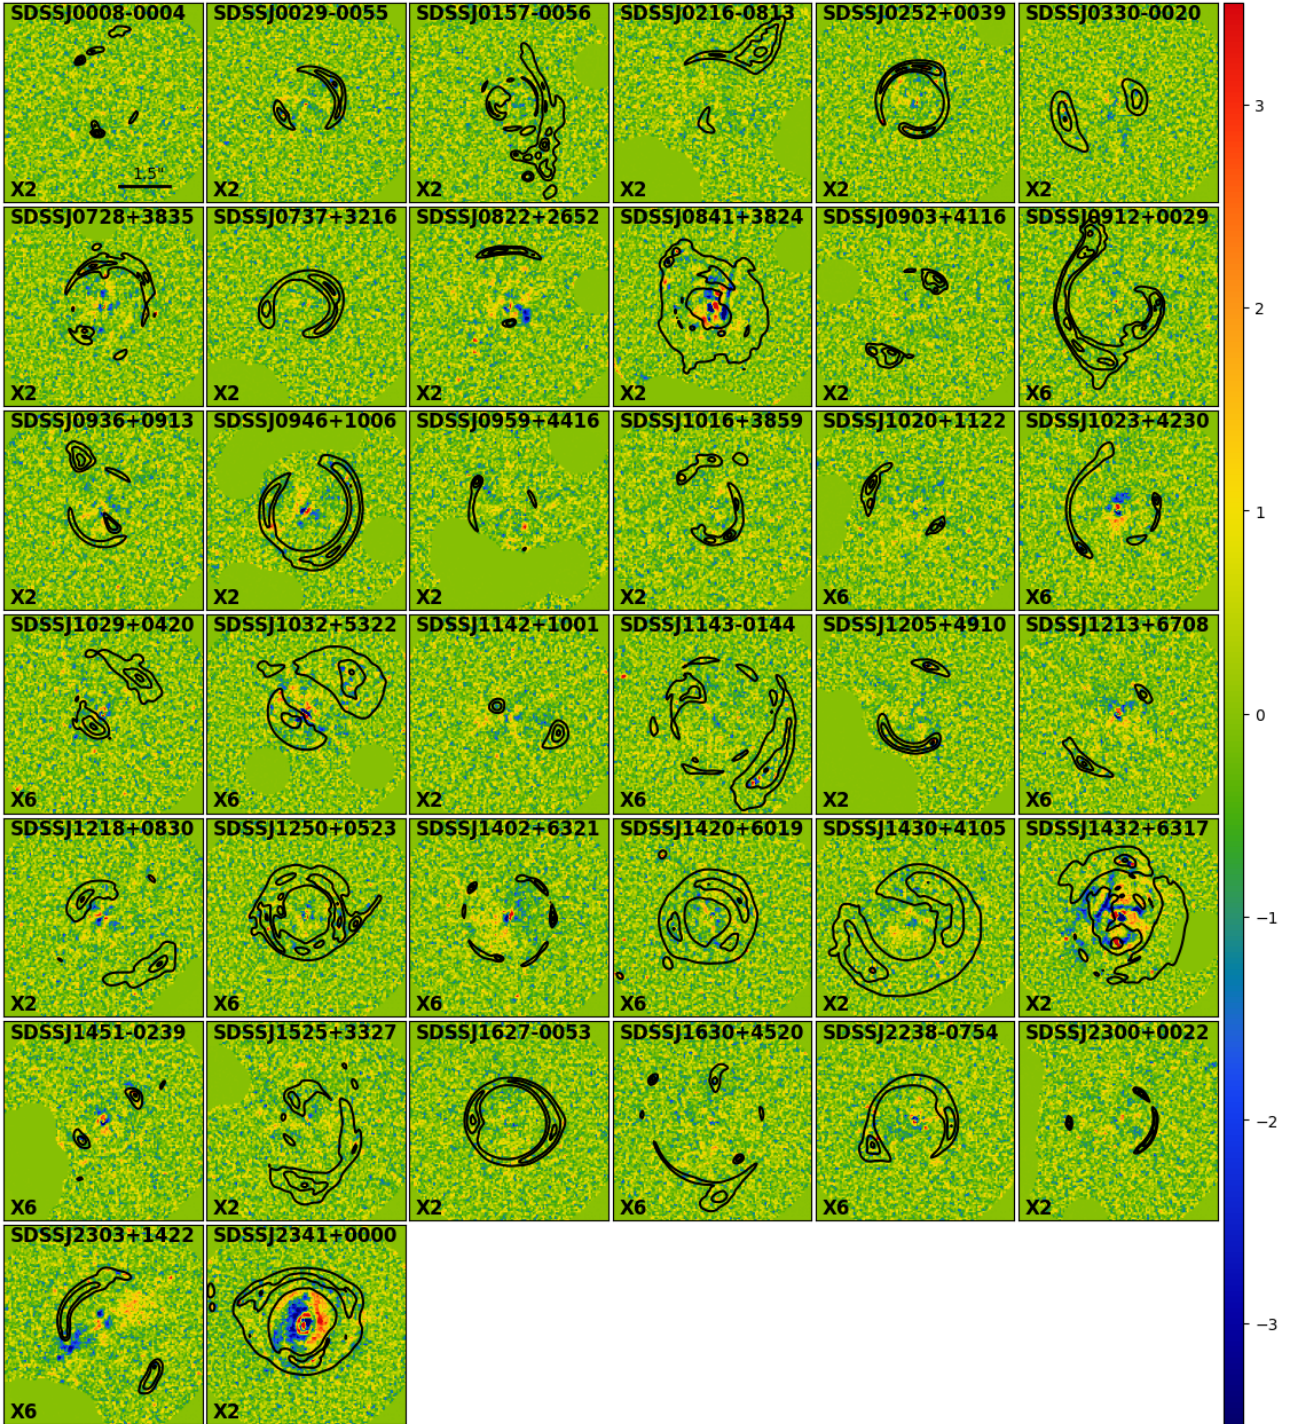 SDSSJ0008-0004 SDSSJ0029-0055 SDSSJ0157-0056 SDSSJ0216-0813 SDSSJ0252+0039 SDSSJ0330-0020
1.5"
X2 X2 X2 X2 X2 X2
3
SDSSJ0728+3835 SDSSJ0737+3216 SDSSJ0822+2652 SDSSJ0841+3824 SDSSJ0903+4116 SDSSJ0912+0029
2
X2 X2 X2 X2 X2 X6
SDSSJ0936+0913 SDSSJ0946+1006 SDSSJ0959+4416 SDSSJ1016+3859 SDSSJ1020+1122 SDSSJ1023+4230
1
X2 X2 X2 X2 X6 X6
SDSSJ1029+0420 SDSSJ1032+5322 SDSSJ1142+1001 SDSSJ1143-0144 SDSSJ1205+4910 SDSSJ1213+6708
0
X6 X6 X2 X6 X2 X6
SDSSJ1218+0830 SDSSJ1250+0523 SDSSJ1402+6321 SDSSJ1420+6019 SDSSJ1430+4105 SDSSJ1432+6317
−1
X2 X6 X6 X6 X2 X2
SDSSJ1451-0239 SDSSJ1525+3327 SDSSJ1627-0053 SDSSJ1630+4520 SDSSJ2238-0754 SDSSJ2300+0022
−2
X6 X2 X2 X6 X6 X2
SDSSJ2303+1422 SDSSJ2341+0000
−3
X6 X2